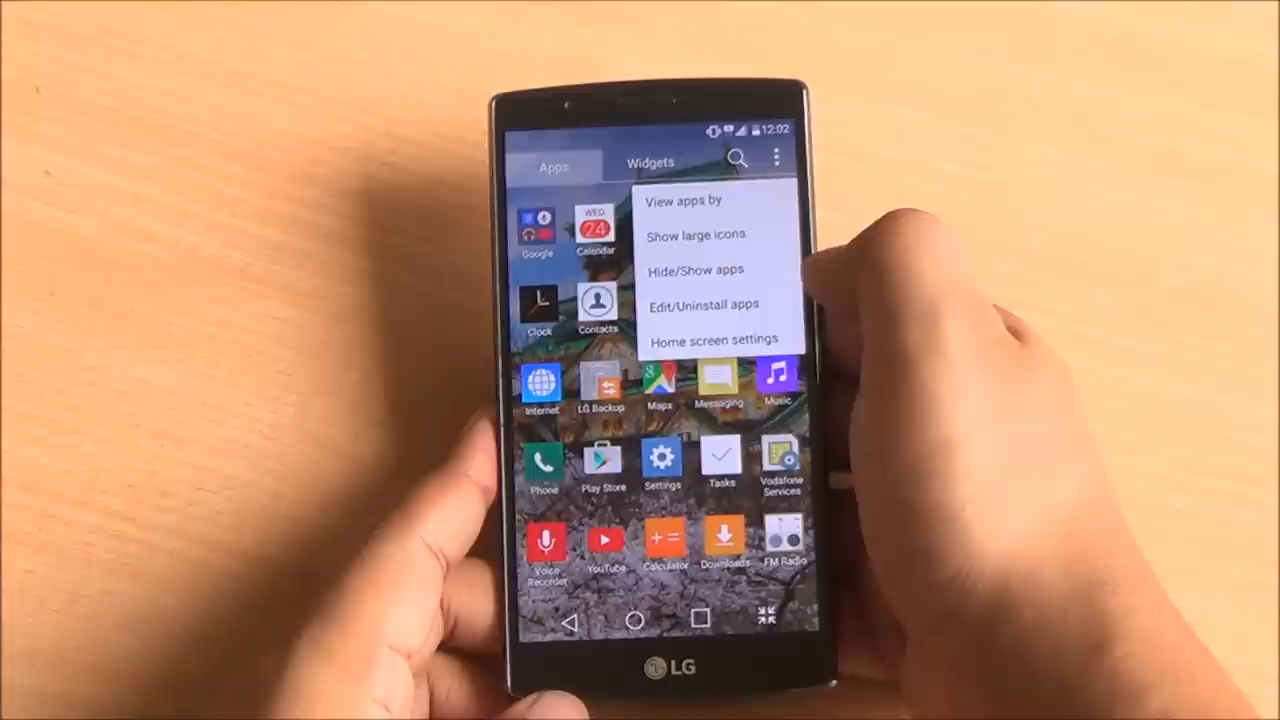 12:02
Apps Widgets
View apps by
Show large icons
Hide/Show apps
Edit/Uninstall apps
Home screen settings
WED
24
Google Calendar
Clock Contacts
Internet LG Backup Maps Messaging Music
Phone Play Store Settings Tasks Vodafone
Services
Voice
Recorder
YouTube Calculator Downloads FM Radio
LG